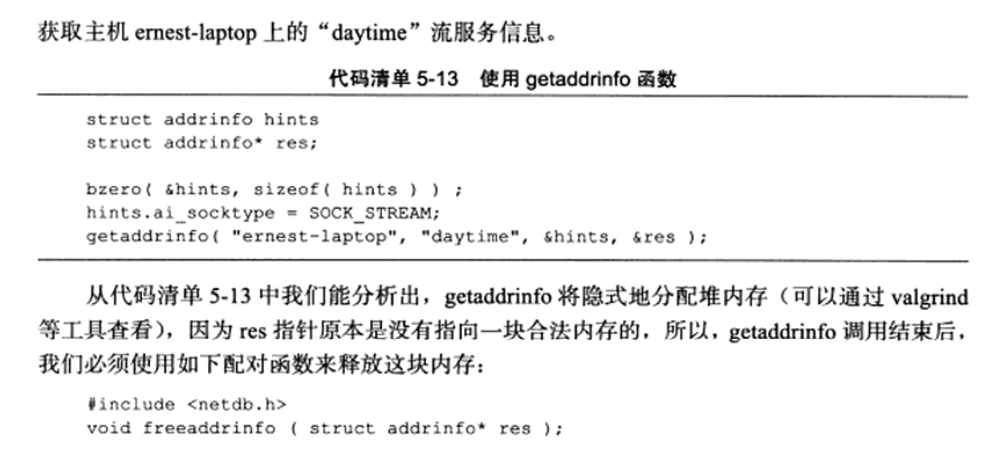 获取主机 ernest-laptop 上的“daytime”流服务信息。
代码清单 5-13 使用 getaddrinfo 函数
struct addrinfo hints
struct addrinfo* res;
bzero( &hints, sizeof( hints ) ) ;
hints.ai_socktype = SOCK_STREAM;
getaddrinfo( "ernest-laptop", "daytime", &hints, &res );
从代码清单 5-13 中我们能分析出，getaddrinfo 将隐式地分配堆内存（可以通过 valgrind
等工具查看），因为 res 指针原本是没有指向一块合法内存的，所以，getaddrinfo 调用结束后，
我们必须使用如下配对函数来释放这块内存：
#include <netdb.h>
void freeaddrinfo ( struct addrinfo* res );